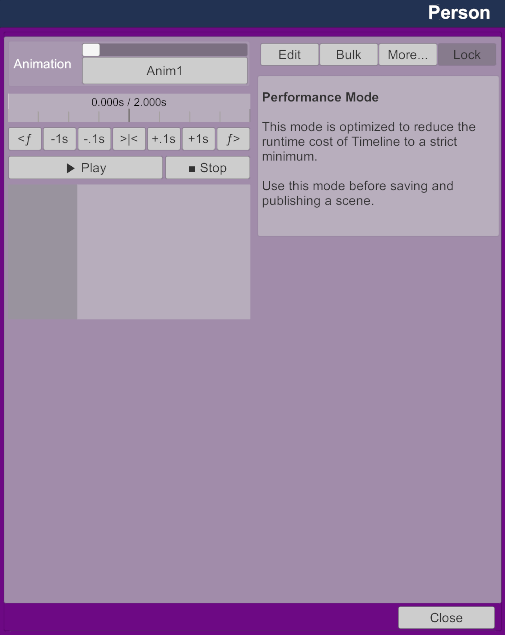 Person
Animation
Anim1
0.000s / 2.000s
<ƒ -1s -.1s >|< +.1s +1s ƒ>
▶ Play ■ Stop
Edit Bulk More... Lock
Performance Mode
This mode is optimized to reduce the
runtime cost of Timeline to a strict
minimum.
Use this mode before saving and
publishing a scene.
Close